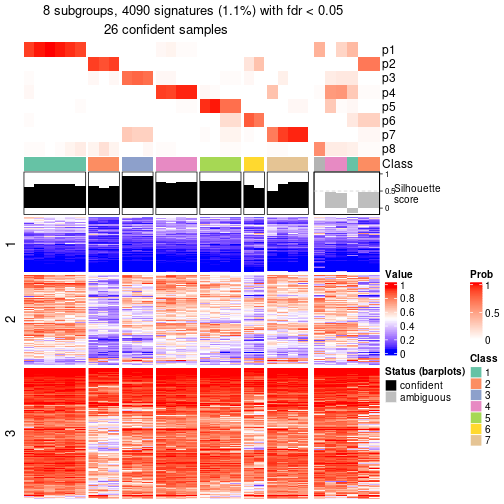 8 subgroups, 4090 signatures (1.1%) with fdr < 0.05
26 confident samples
p1
p2
p3
p4
p5
p6
p7
p8
Class
1
0.5
0
Silhouette
score
1
2
3
Value
1
0.8
0.6
0.4
0.2
0
Status (barplots)
confident
ambiguous
Prob
1
0.5
0
Class
1
2
3
4
5
6
7